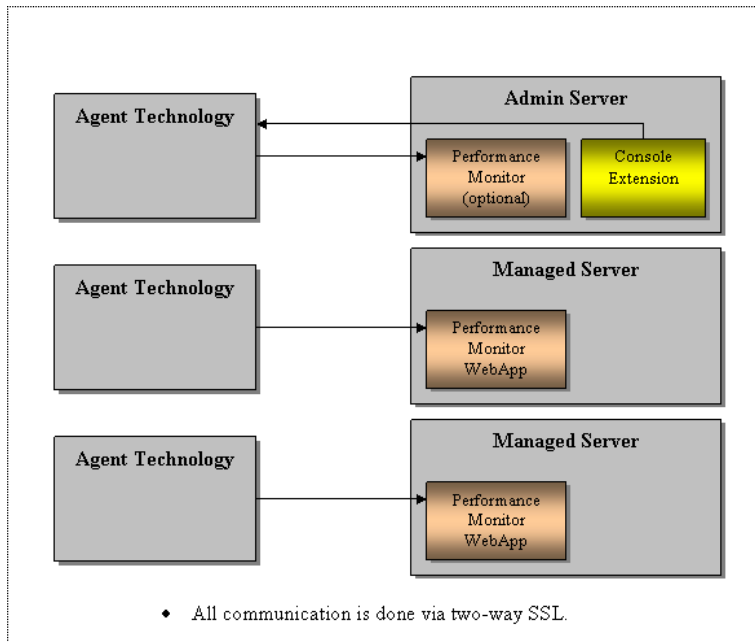 Agent Technology
Admin Server
Performance
Monitor
(optional)
Console
Extension
Agent Technology
Managed Server
Performance
Monitor
WebApp
Agent Technology
Managed Server
Performance
Monitor
WebApp
• All communication is done via two-way SSL.